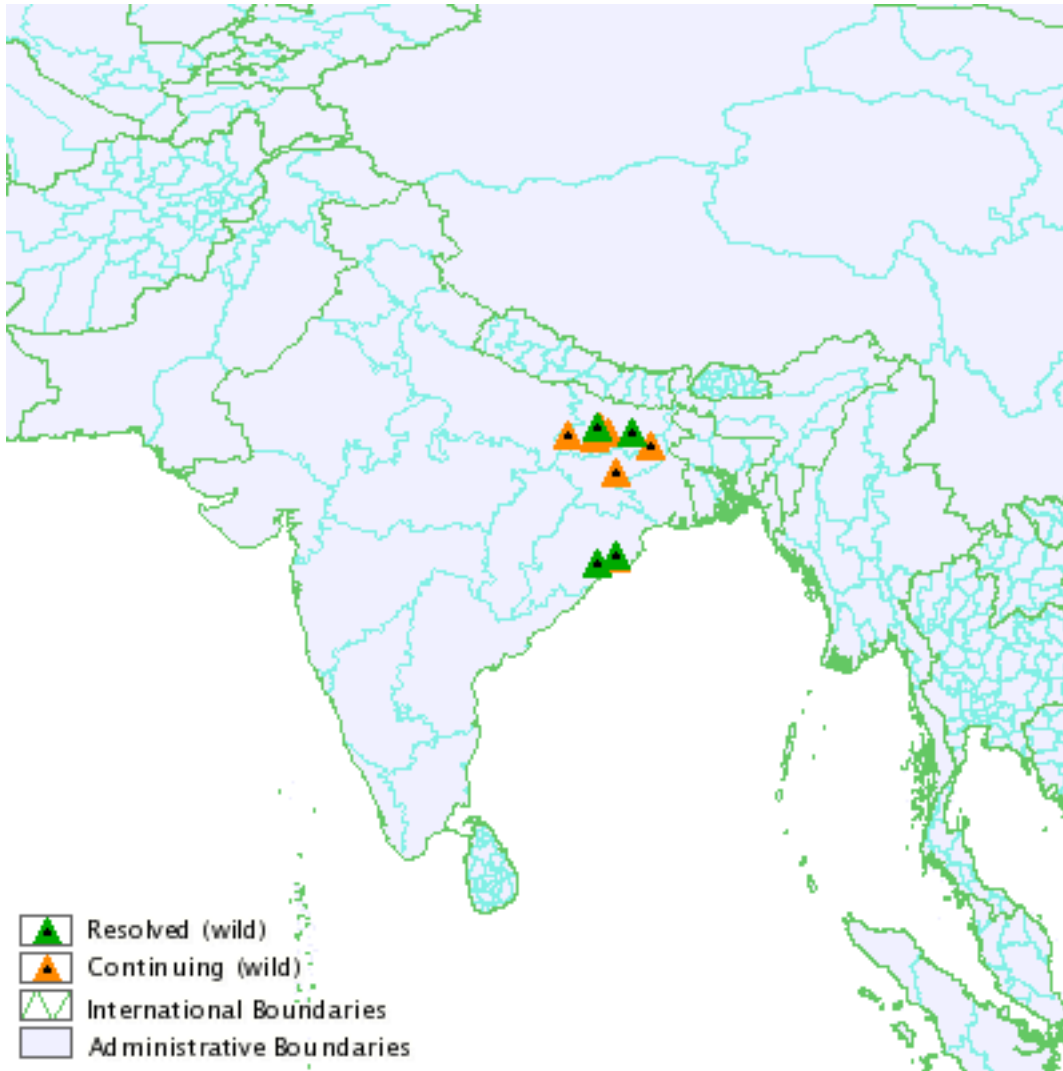 Resolved (wild)
Continuing (wild)
International Boundaries
Administrative Boundaries